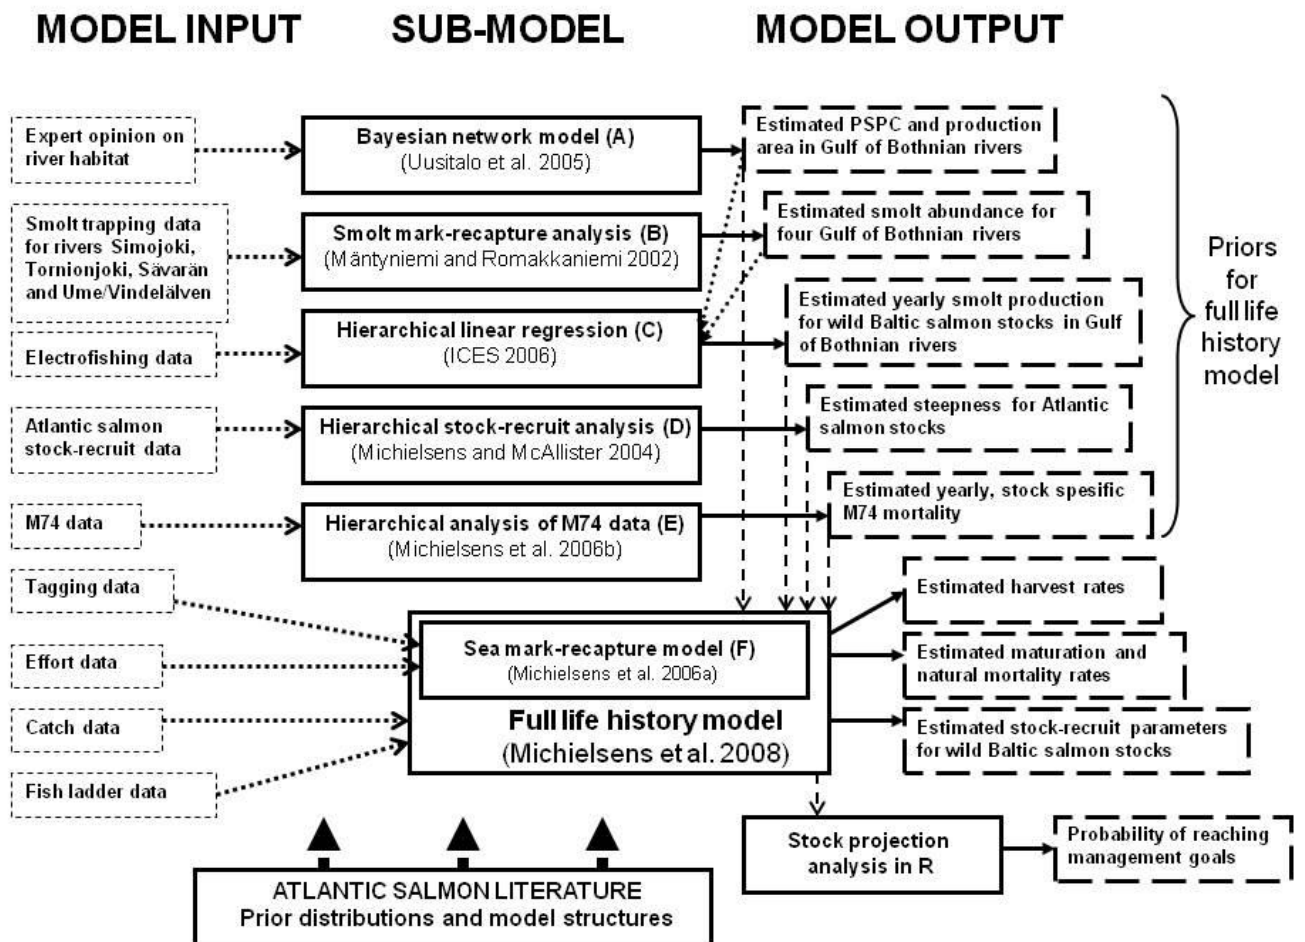 MODEL INPUT
SUB-MODEL
MODEL OUTPUT
Expert opinion on
river habitat
Bayesian network model (A)
(Uusitalo et al. 2005)
Estimated PSPC and production
area in Gulf of Bothnian rivers
Smolt trapping data
for rivers Simojoki,
Tornionjoki, Sävarän
and Ume/Vindelälven
Smolt mark-recapture analysis (B)
(Mäntyniemi and Romakkaniemi 2002)
Estimated smolt abundance for
four Gulf of Bothnian rivers
Electrofishing data
Hierarchical linear regression (C)
(ICES 2006)
Estimated yearly smolt production
for wild Baltic salmon stocks in Gulf
of Bothnian rivers
Priors
for
full life
history
model
Atlantic salmon
stock-recruit data
Hierarchical stock-recruit analysis (D)
(Michielsens and McAllister 2004)
Estimated steepness for Atlantic
salmon stocks
M74 data
Hierarchical analysis of M74 data (E)
(Michielsens et al. 2006b)
Estimated yearly, stock spesific
M74 mortality
Tagging data
Effort data
Catch data
Fish ladder data
Sea mark-recapture model (F)
(Michielsens et al. 2006a)
Full life history model
(Michielsens et al. 2008)
Estimated harvest rates
Estimated maturation and
natural mortality rates
Estimated stock-recruit parameters
for wild Baltic salmon stocks
Stock projection
analysis in R
Probability of reaching
management goals
ATLANTIC SALMON LITERATURE
Prior distributions and model structures